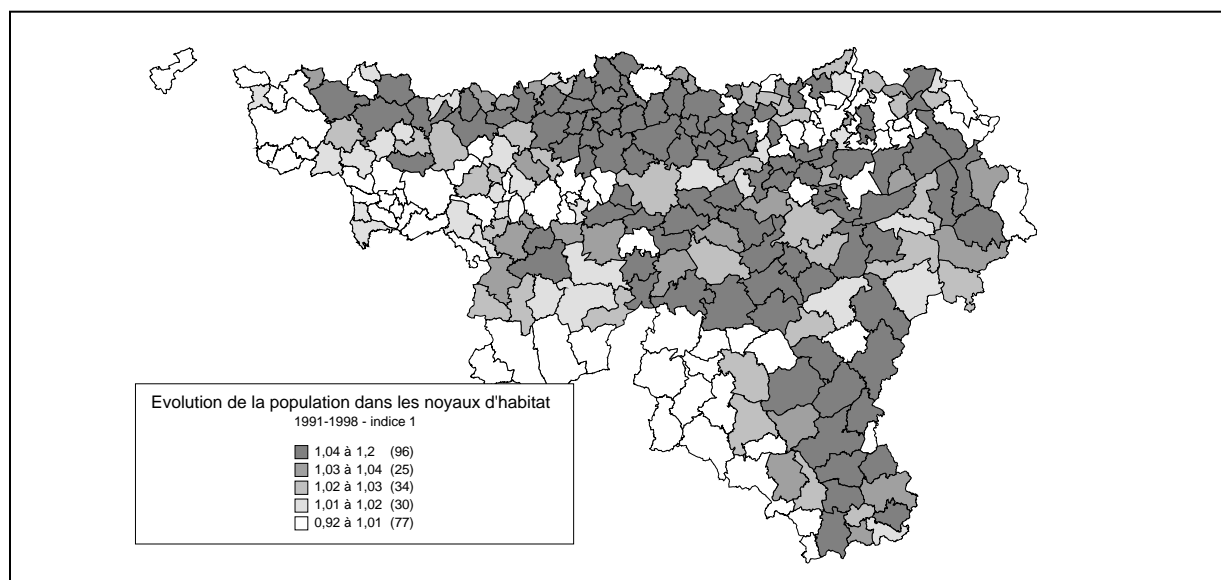 Evolution de la population dans les noyaux d'habitat
1991-1998 - indice 1
1,04 à 1,2 (96)
1,03 à 1,04 (25)
1,02 à 1,03 (34)
1,01 à 1,02 (30)
0,92 à 1,01 (77)